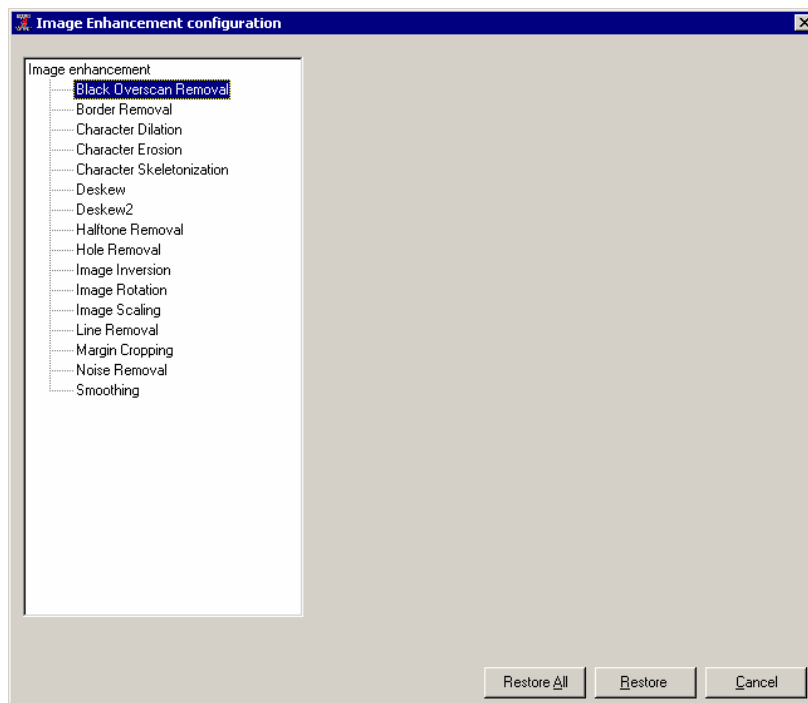 Image Enhancement configuration
Image enhancement
Black Overscan Removal
Border Removal
Character Dilation
Character Erosion
Character Skeletonization
Deskew
Deskew2
Halftone Removal
Hole Removal
Image Inversion
Image Rotation
Image Scaling
Line Removal
Margin Cropping
Noise Removal
Smoothing
Restore All Restore Cancel